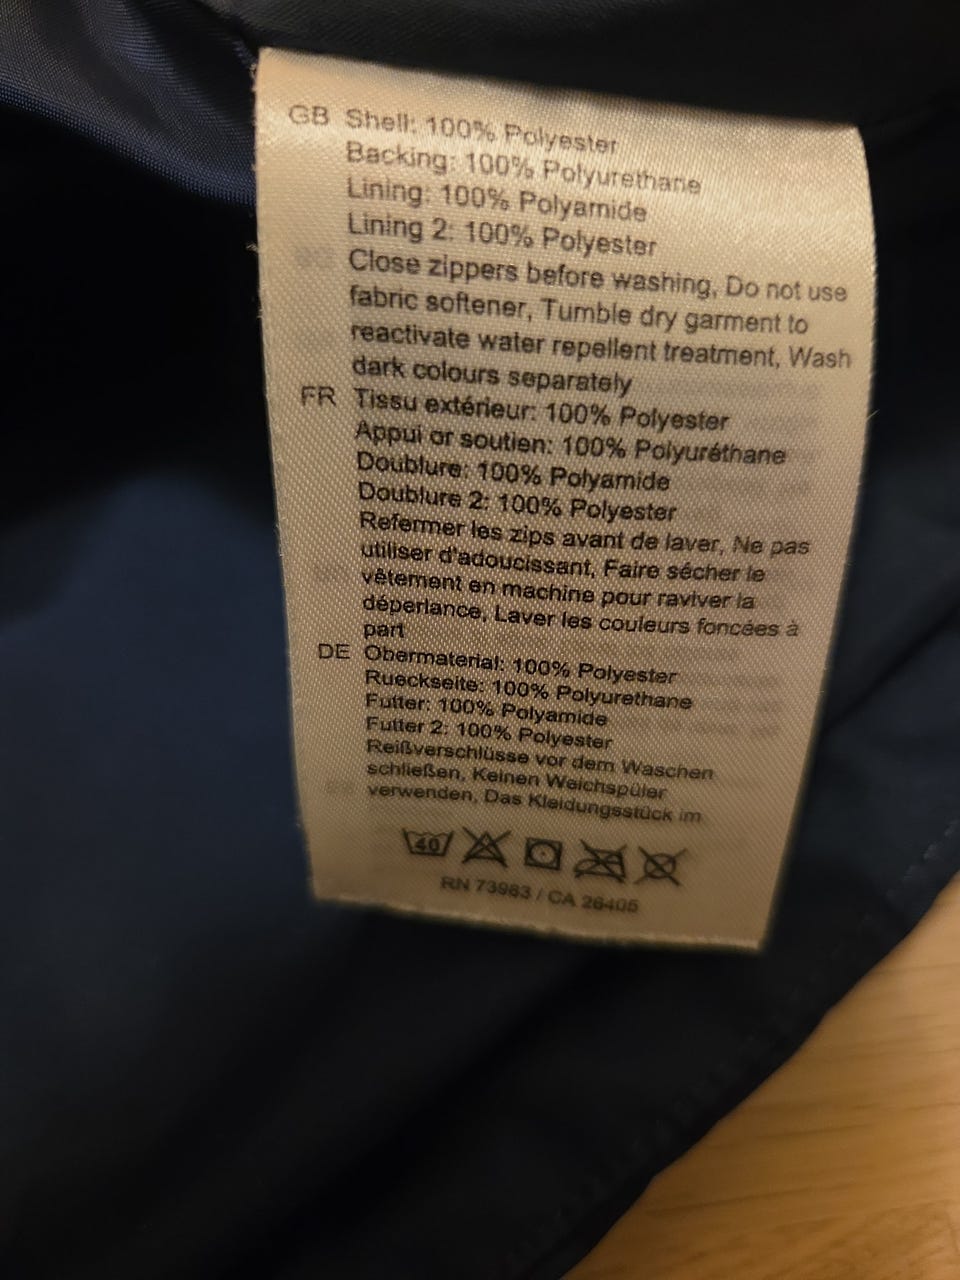 GB Shell: 100% Polyester
Backing: 100% Polyurethane
Lining: 100% Polyamide
Lining 2: 100% Polyester
Close zippers before washing, Do not use
fabric softener, Tumble dry garment to
reactivate water repellent treatment, Wash
dark colours separately
FR Tissu extérieur: 100% Polyester
Appui or soutien: 100% Polyuréthane
Doublure: 100% Polyamide
Doublure 2: 100% Polyester
Refermer les zips avant de laver, Ne pas
utiliser d'adoucissant, Faire sécher le
vêtement en machine pour raviver la
déperlance, Laver les couleurs foncées à
part
DE Obermaterial: 100% Polyester
Rueckseite: 100% Polyurethane
Futter: 100% Polyamide
Futter 2: 100% Polyester
Reißverschlüsse vor dem Waschen
schließen, Keinen Weichspüler
verwenden, Das Kleidungsstück im
40
RN 73983 / CA 26405